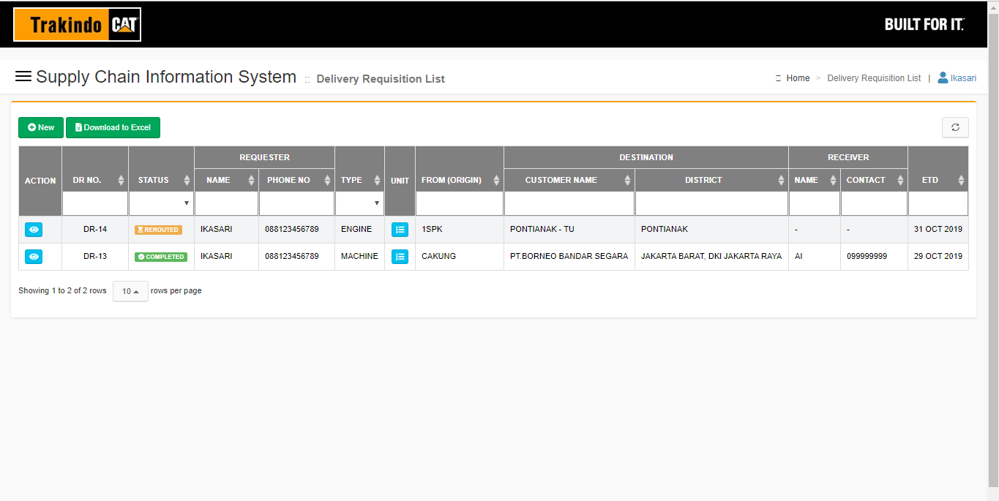 Trakindo CAT
BUILT FOR IT.
Supply Chain Information System :: Delivery Requisition List
Home > Delivery Requisition List | Ikasari
New Download to Excel
REQUESTER DESTINATION RECEIVER
ACTION DR NO. STATUS NAME PHONE NO TYPE UNIT FROM (ORIGIN) CUSTOMER NAME DISTRICT NAME CONTACT ETD
DR-14 REROUTED IKASARI 088123456789 ENGINE 1SPK PONTIANAK - TU PONTIANAK - - 31 OCT 2019
DR-13 COMPLETED IKASARI 088123456789 MACHINE CAKUNG PT.BORNEO BANDAR SEGARA JAKARTA BARAT, DKI JAKARTA RAYA AI 099999999 29 OCT 2019
Showing 1 to 2 of 2 rows 10 rows per page